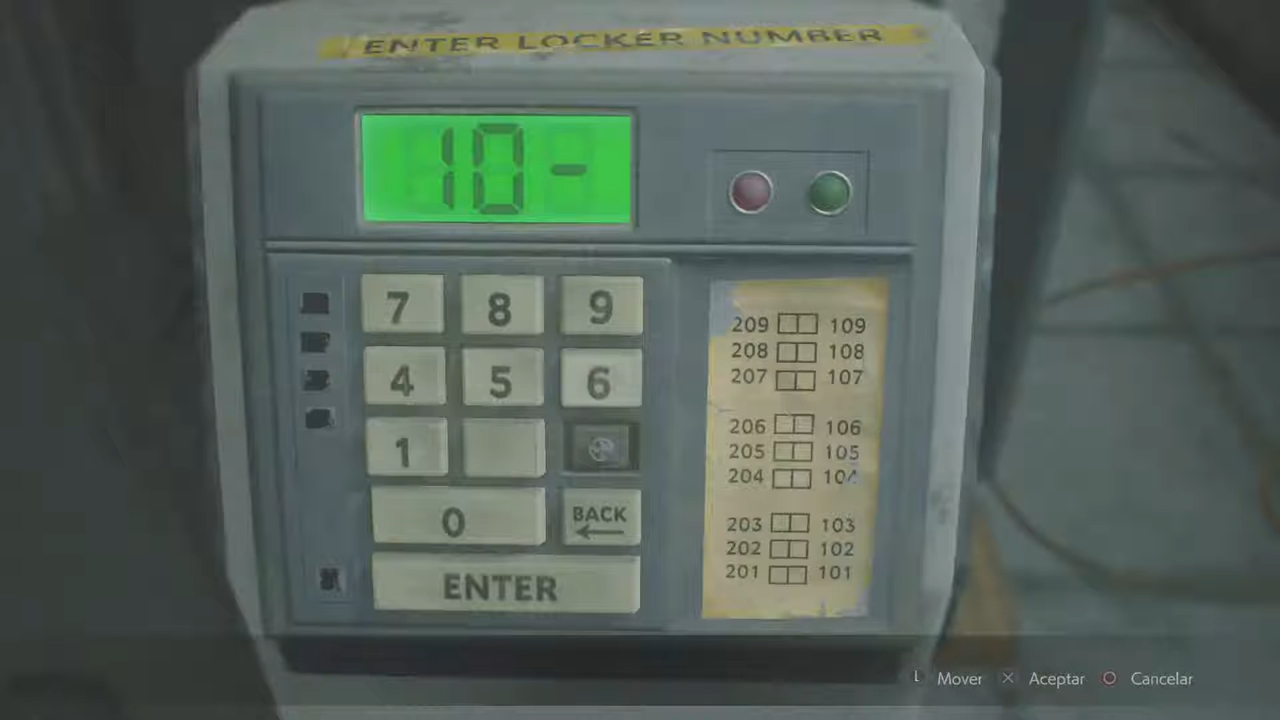 ENTER LOCKER NUMBER
10-
7 8 9
4 5 6
1
0 BACK
ENTER
209 109
208 108
207 107
206 106
205 105
204 104
203 103
202 102
201 101
L Mover Aceptar Cancelar